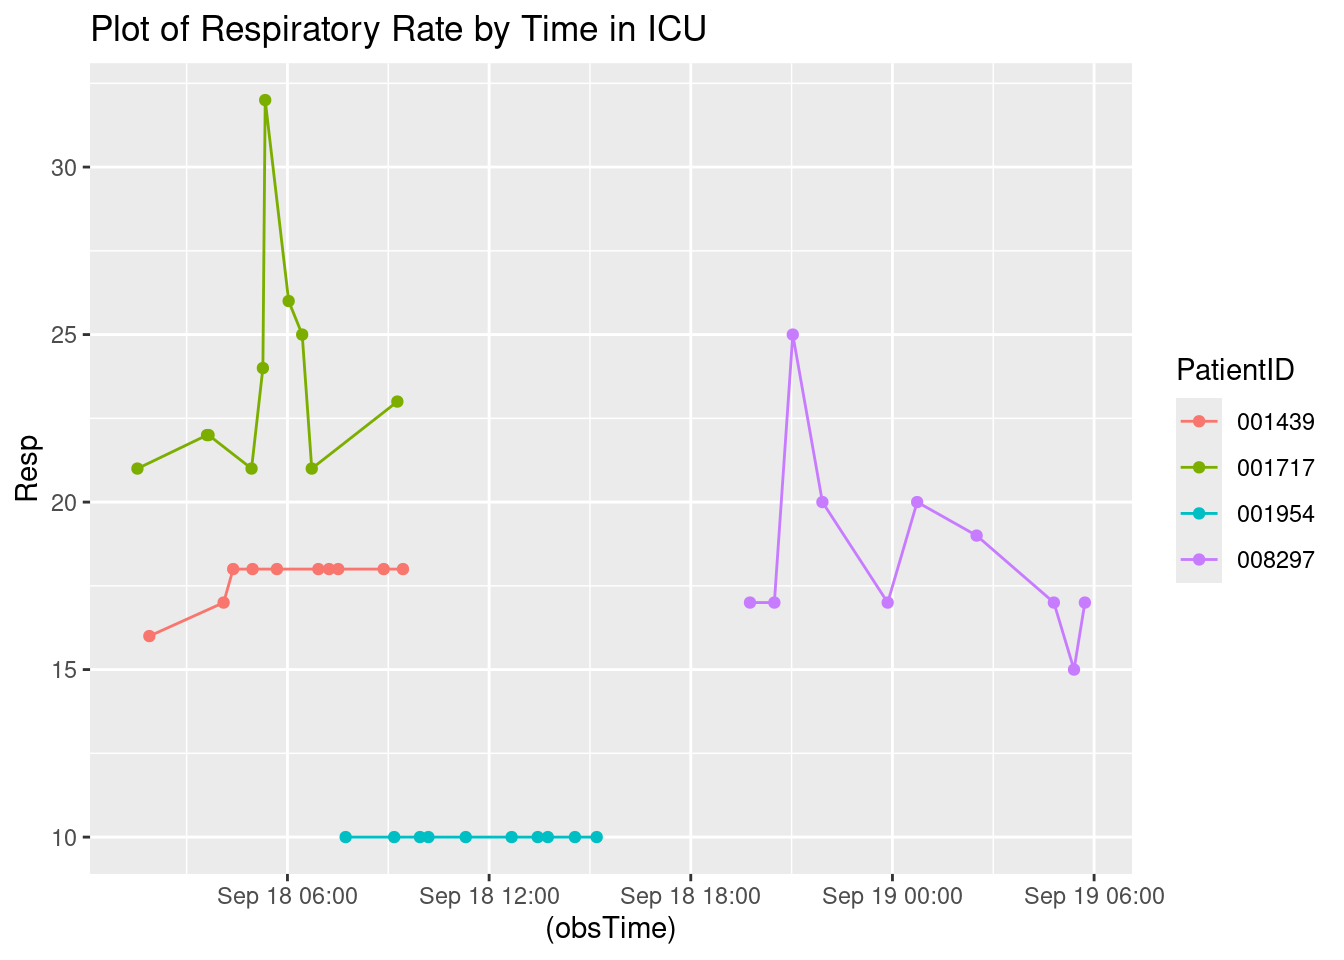 Plot of Respiratory Rate by Time in ICU
30
25
20
15
10
Resp
Sep 18 06:00
Sep 18 12:00
Sep 18 18:00
Sep 19 00:00
Sep 19 06:00
(obsTime)
PatientID
001439
001717
001954
008297